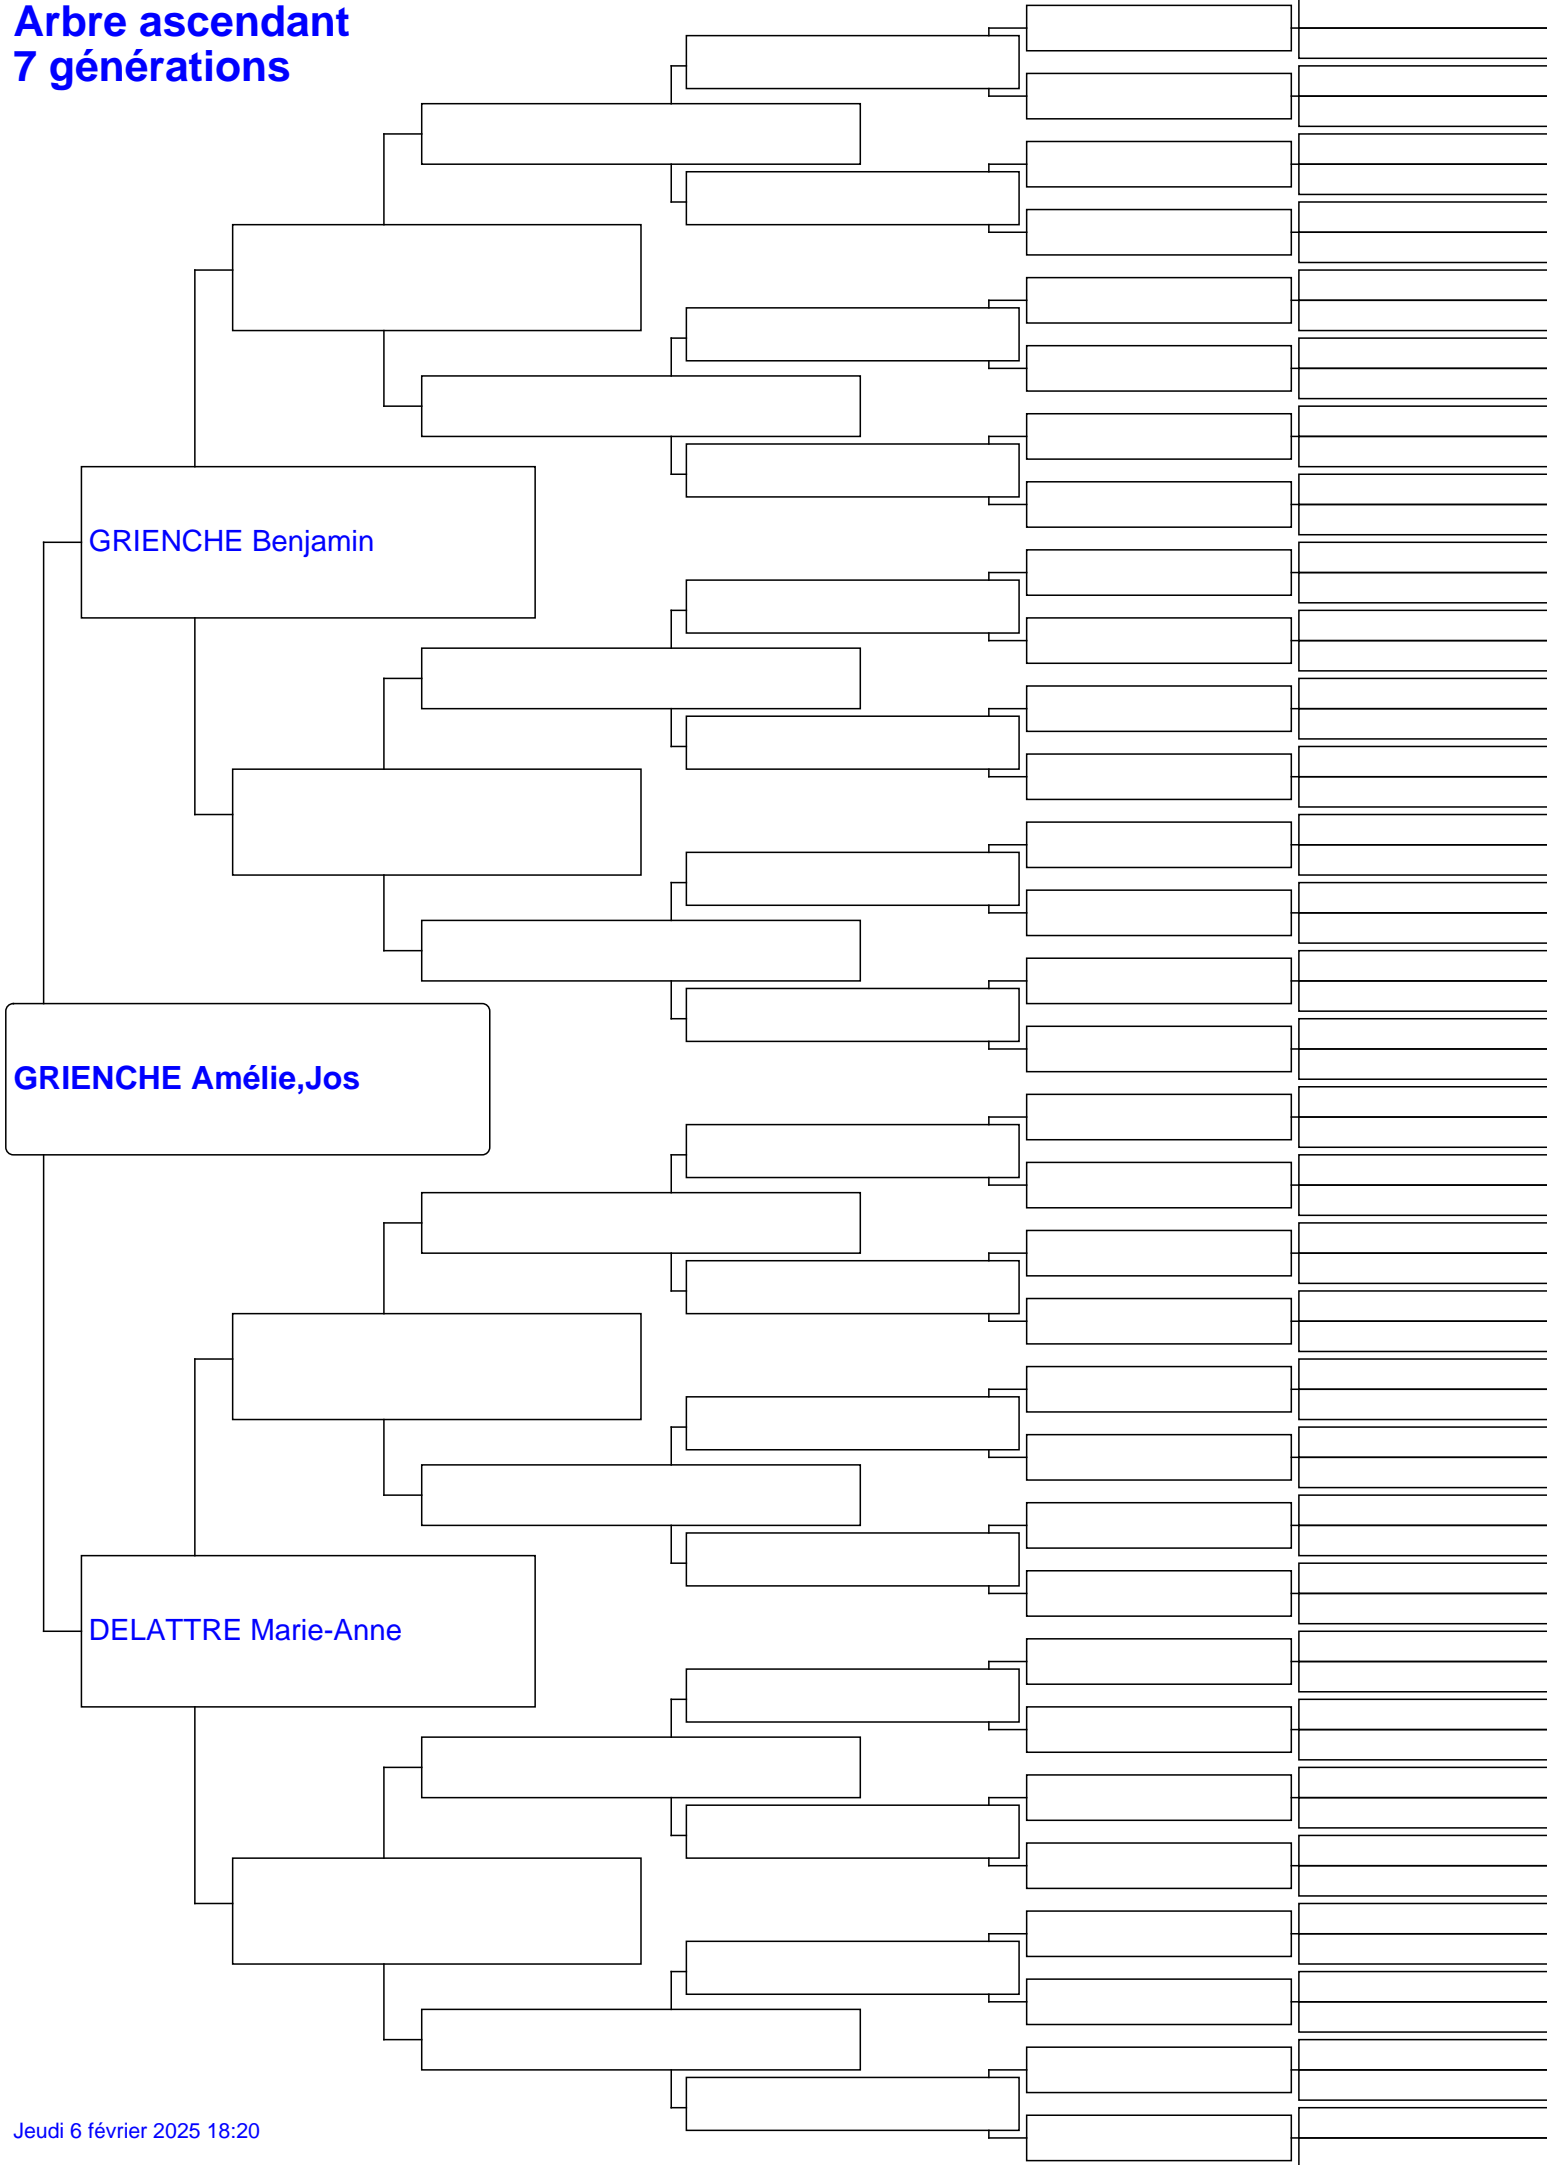 Arbre ascendant
7 générations
GRIENCHE Benjamin
GRIENCHE Amélie,Jos
DELATTRE Marie-Anne
Jeudi 6 février 2025 18:20